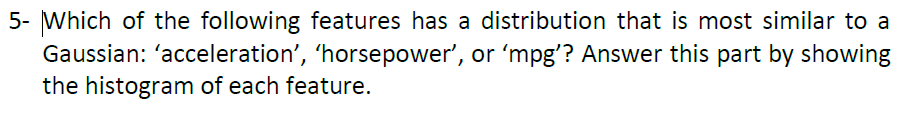 5- Which of the following features has a distribution that is most similar to a
Gaussian: ‘acceleration’, ‘horsepower’, or ‘mpg’? Answer this part by showing
the histogram of each feature.